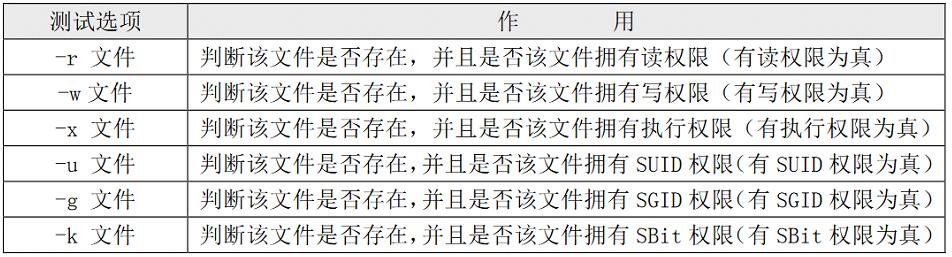 测试选项 作 用
-r 文件 判断该文件是否存在，并且是否该文件拥有读权限（有读权限为真）
-w文件 判断该文件是否存在，并且是否该文件拥有写权限（有写权限为真）
-x 文件 判断该文件是否存在，并且是否该文件拥有执行权限（有执行权限为真）
-u 文件 判断该文件是否存在，并且是否该文件拥有 SUID 权限（有 SUID 权限为真）
-g 文件 判断该文件是否存在，并且是否该文件拥有 SGID 权限（有 SGID 权限为真）
-k 文件 判断该文件是否存在，并且是否该文件拥有 SBit 权限（有 SBit 权限为真）